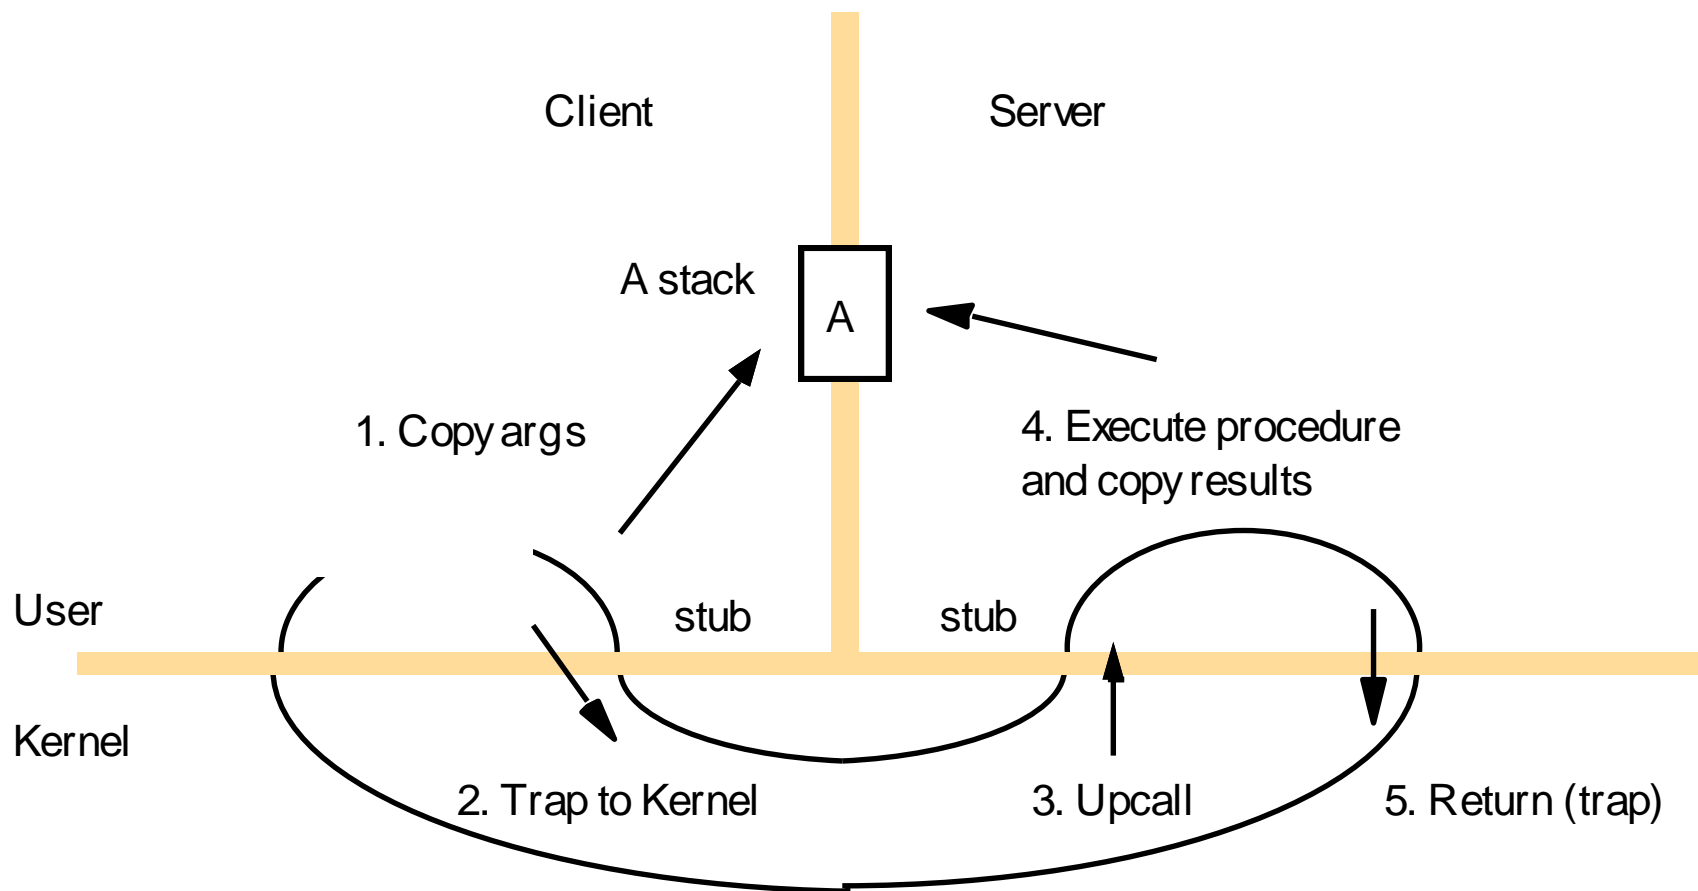 Client
Server
A stack
A
1. Copy args
4. Execute procedure
and copy results
User
stub
stub
Kernel
2. Trap to Kernel
3. Upcall
5. Return (trap)